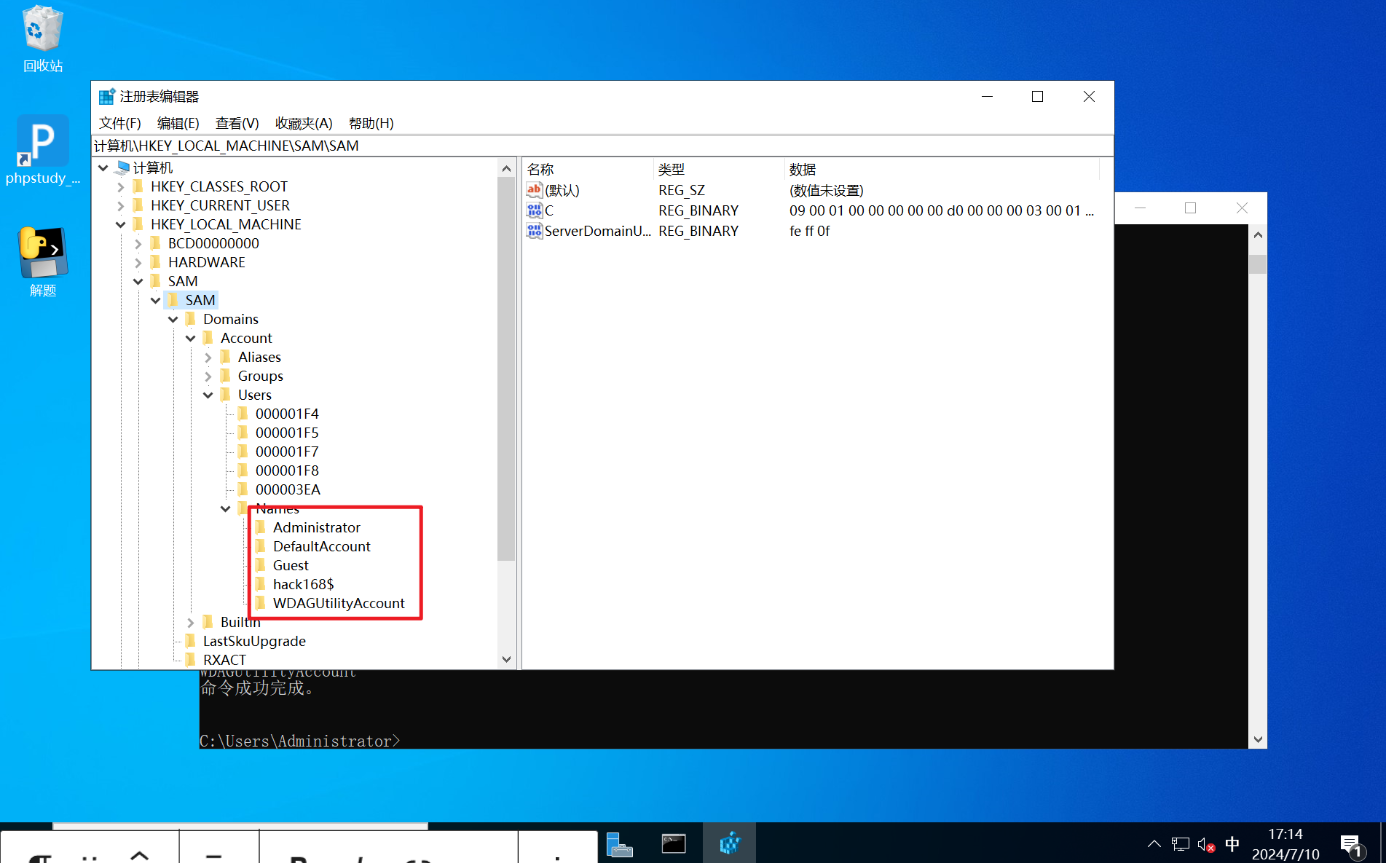 回收站
phpstudy_...
解题
注册表编辑器
文件(F) 编辑(E) 查看(V) 收藏夹(A) 帮助(H)
计算机\HKEY_LOCAL_MACHINE\SAM\SAM
计算机
HKEY_CLASSES_ROOT
HKEY_CURRENT_USER
HKEY_LOCAL_MACHINE
BCD00000000
HARDWARE
SAM
SAM
Domains
Account
Aliases
Groups
Users
000001F4
000001F5
000001F7
000001F8
000003EA
Names
Administrator
DefaultAccount
Guest
hack168$
WDAGUtilityAccount
Builtin
LastSkuUpgrade
RXACT
名称 类型 数据
(默认) REG_SZ (数值未设置)
C REG_BINARY 09 00 01 00 00 00 00 00 d0 00 00 00 03 00 01 ...
ServerDomainU... REG_BINARY fe ff 0f
WDAGUtilityAccount
命令成功完成。
C:\Users\Administrator>
中
17:14
2024/7/10
1